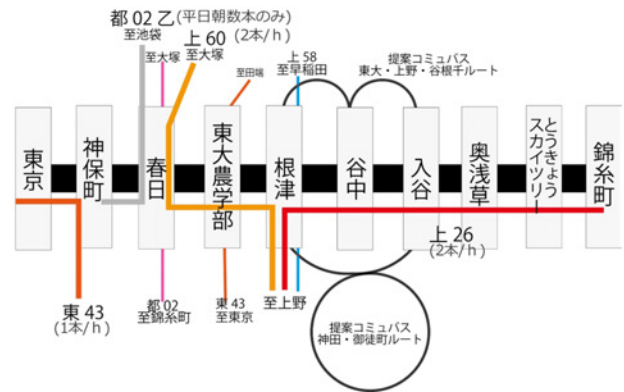 都 02 乙(平日朝数本のみ)
至池袋
上 60
(2本/h)
至大塚
至大塚
至田端
上 58
至早稲田
提案コミュバス
東大・上野・谷根千ルート
東京
神保町
春日
東大農学部
根津
谷中
入谷
奥浅草
とうきょう
スカイツリー
錦糸町
上 26
(2本/h)
東 43
(1本/h)
都 02
至錦糸町
東 43
至東京
至上野
提案コミュバス
神田・御徒町ルート